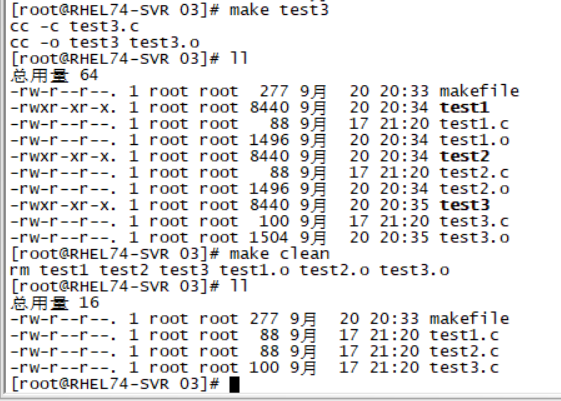 [root@RHEL74-SVR 03]# make test3
cc -c test3.c
cc -o test3 test3.o
[root@RHEL74-SVR 03]# ll
总用量 64
-rw-r--r--. 1 root root  277 9月  20 20:33 makefile
-rwxr-xr-x. 1 root root 8440 9月  20 20:34 test1
-rw-r--r--. 1 root root   88 9月  17 21:20 test1.c
-rw-r--r--. 1 root root 1496 9月  20 20:34 test1.o
-rwxr-xr-x. 1 root root 8440 9月  20 20:34 test2
-rw-r--r--. 1 root root   88 9月  17 21:20 test2.c
-rw-r--r--. 1 root root 1496 9月  20 20:34 test2.o
-rwxr-xr-x. 1 root root 8440 9月  20 20:35 test3
-rw-r--r--. 1 root root  100 9月  17 21:20 test3.c
-rw-r--r--. 1 root root 1504 9月  20 20:35 test3.o
[root@RHEL74-SVR 03]# make clean
rm test1 test2 test3 test1.o test2.o test3.o
[root@RHEL74-SVR 03]# ll
总用量 16
-rw-r--r--. 1 root root 277 9月  20 20:33 makefile
-rw-r--r--. 1 root root  88 9月  17 21:20 test1.c
-rw-r--r--. 1 root root  88 9月  17 21:20 test2.c
-rw-r--r--. 1 root root 100 9月  17 21:20 test3.c
[root@RHEL74-SVR 03]#